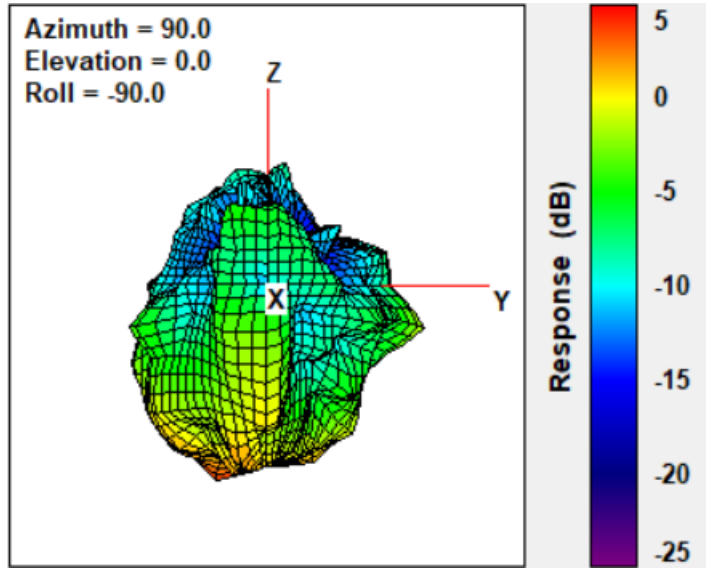 Azimuth = 90.0
Elevation = 0.0
Roll = -90.0
Z
X
Y
Response (dB)
5
0
-5
-10
-15
-20
-25